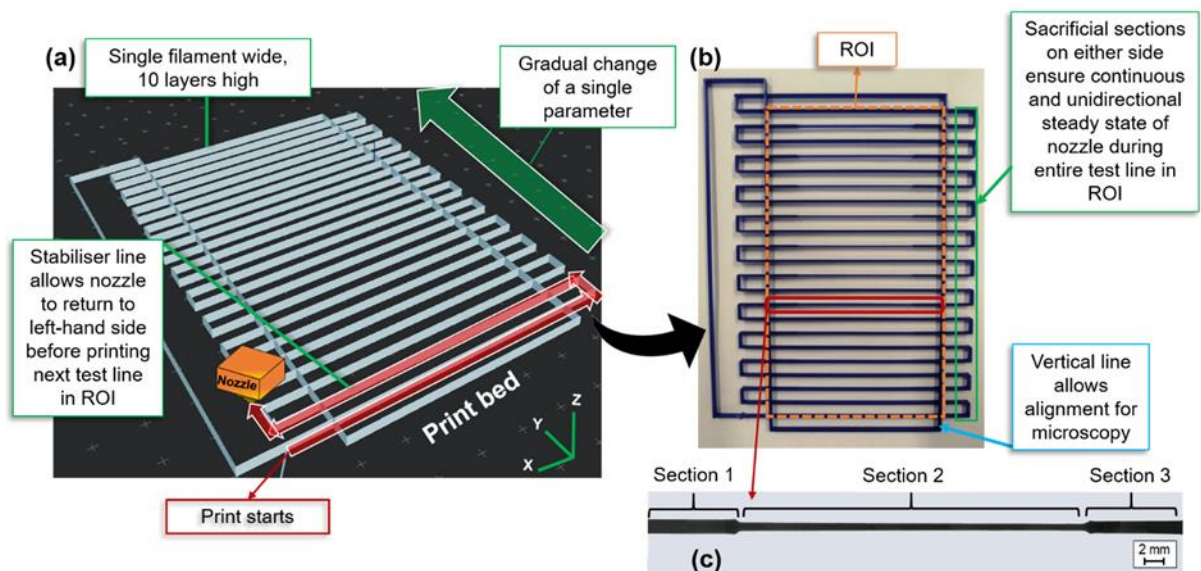 (a)
Single filament wide,
10 layers high
Gradual change
of a single
parameter
Stabiliser line
allows nozzle
to return to
left-hand side
before printing
next test line
in ROI
Nozzle
Print bed
Z
Y
X
Print starts
(b)
ROI
Sacrificial sections
on either side
ensure continuous
and unidirectional
steady state of
nozzle during
entire test line in
ROI
Vertical line
allows
alignment for
microscopy
Section 1
Section 2
Section 3
(c)
2 mm